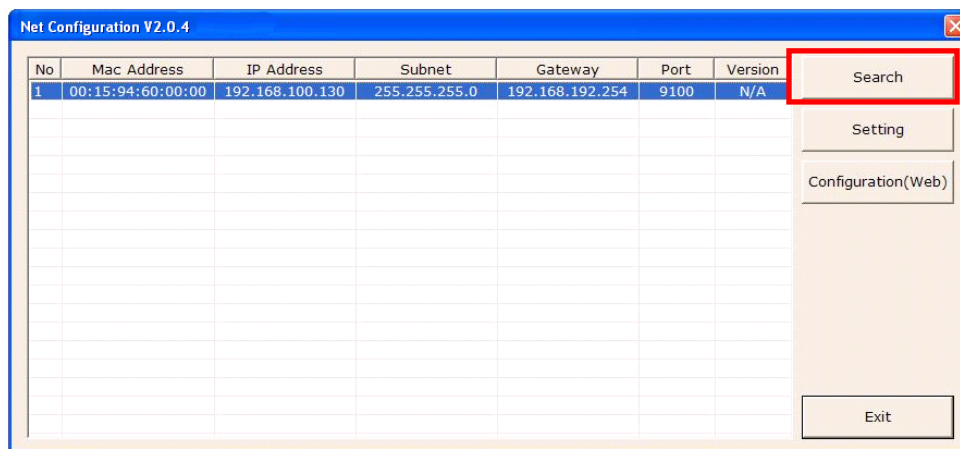 Net Configuration V2.0.4
No Mac Address IP Address Subnet Gateway Port Version
1 00:15:94:60:00:00 192.168.100.130 255.255.255.0 192.168.192.254 9100 N/A
Search
Setting
Configuration(Web)
Exit